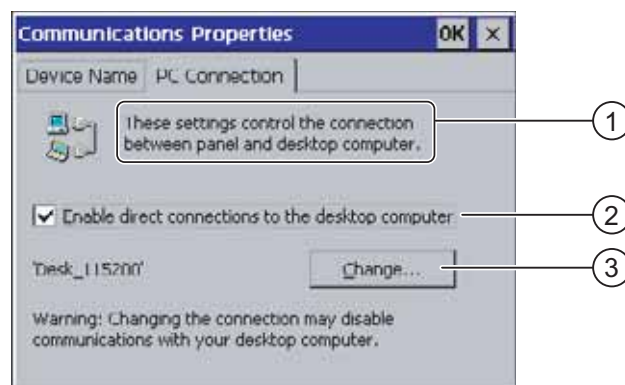 Communications Properties OK ×
Device Name PC Connection
These settings control the connection
between panel and desktop computer.
1
Enable direct connections to the desktop computer
2
'Desk_115200' Change...
3
Warning: Changing the connection may disable
communications with your desktop computer.